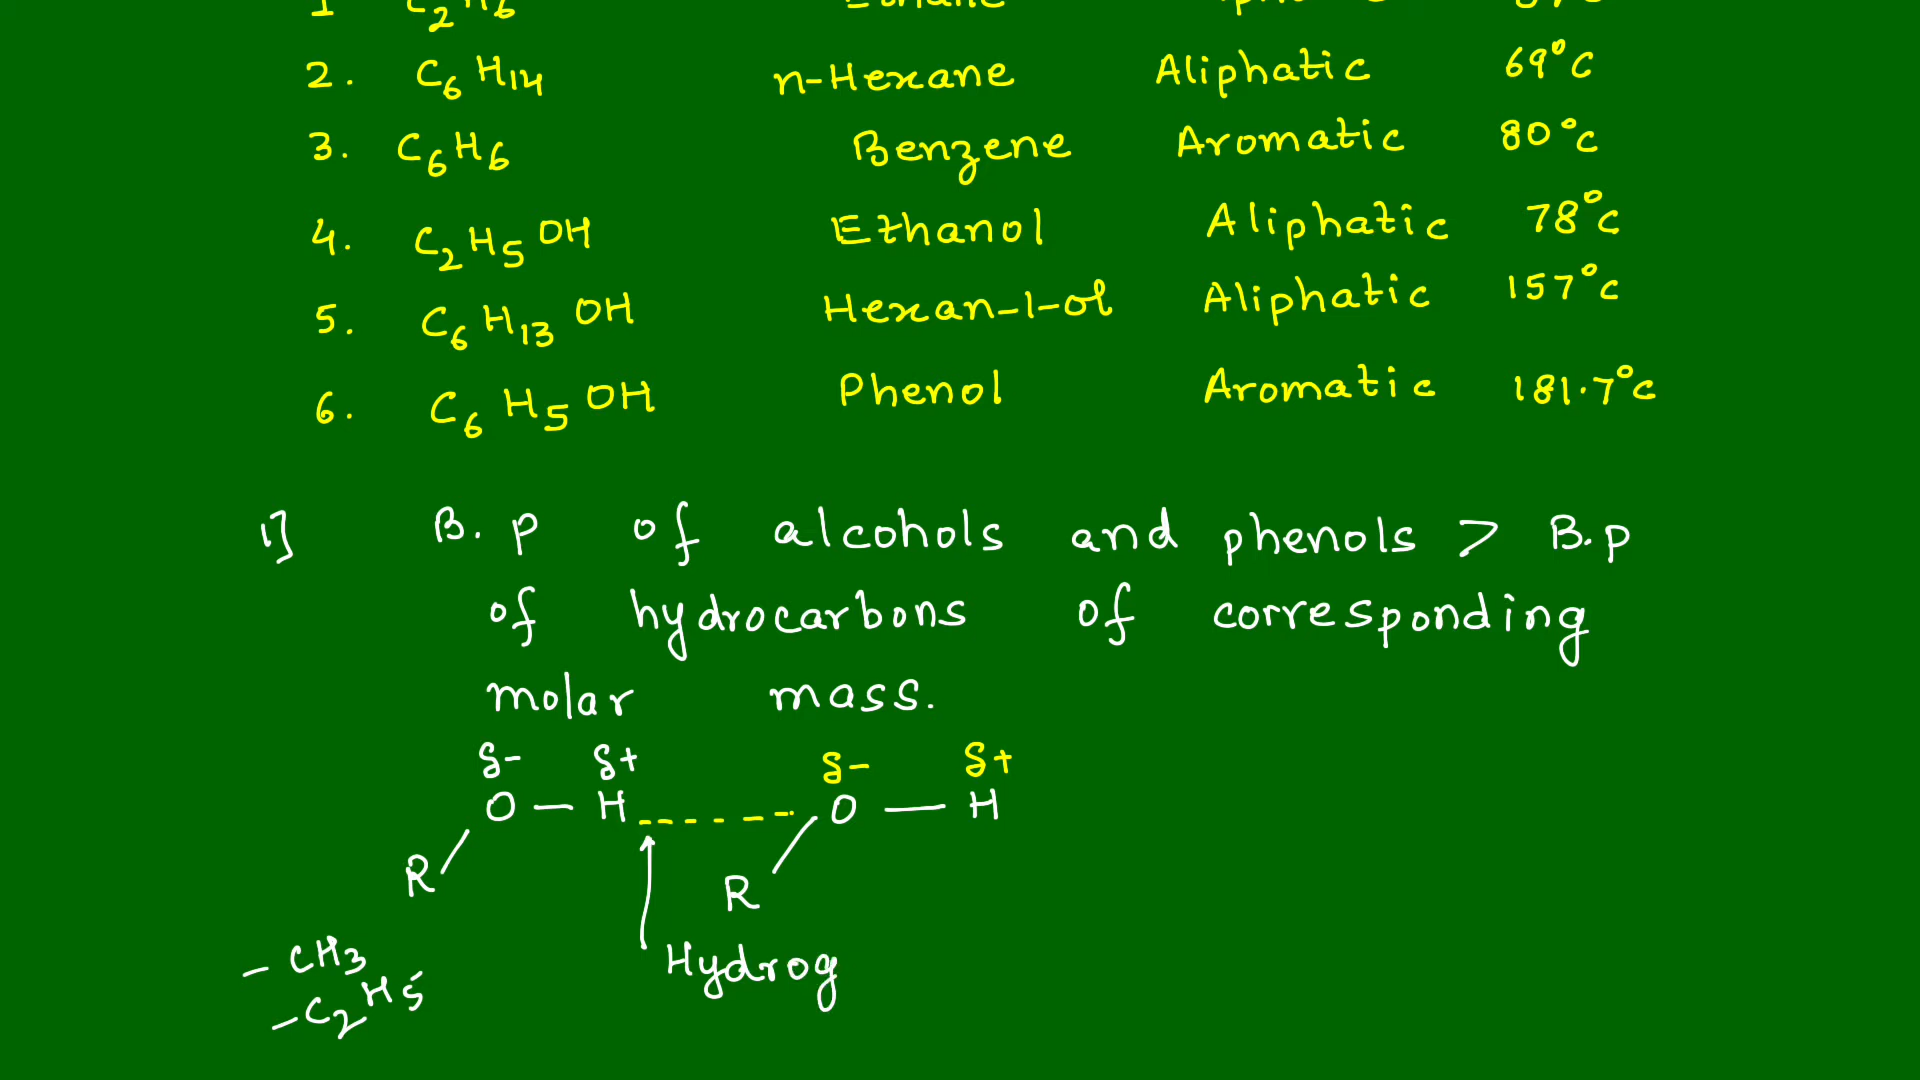 1 C2H6
2. C6H14 n-Hexane Aliphatic 69°C
3. C6H6 Benzene Aromatic 80°C
4. C2H5OH Ethanol Aliphatic 78°C
5. C6H13OH Hexan-1-ol Aliphatic 157°C
6. C6H5OH Phenol Aromatic 181.7°C
1] B.p of alcohols and phenols > B.p
of hydrocarbons of corresponding
molar mass.
δ- δ+ δ- δ+
O — H ------ O — H
R R
- CH3
- C2H5
Hydrog